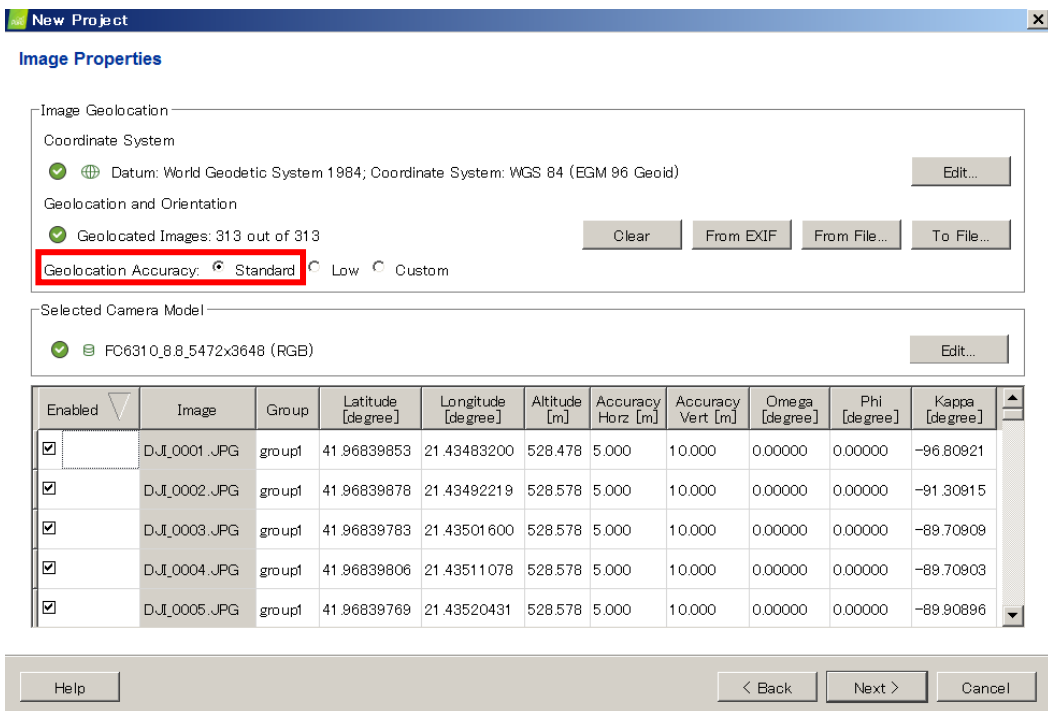 New Project
Image Properties
Image Geolocation
Coordinate System
Datum: World Geodetic System 1984; Coordinate System: WGS 84 (EGM 96 Geoid)
Edit...
Geolocation and Orientation
Geolocated Images: 313 out of 313
Clear
From EXIF
From File...
To File...
Geolocation Accuracy: Standard Low Custom
Selected Camera Model
FC6310_8.8_5472x3648 (RGB)
Edit...
Enabled Image Group Latitude [degree] Longitude [degree] Altitude [m] Accuracy Horz [m] Accuracy Vert [m] Omega [degree] Phi [degree] Kappa [degree]
DJI_0001.JPG group1 41.96839853 21.43483200 528.478 5.000 10.000 0.00000 0.00000 -96.80921
DJI_0002.JPG group1 41.96839878 21.43492219 528.578 5.000 10.000 0.00000 0.00000 -91.30915
DJI_0003.JPG group1 41.96839783 21.43501600 528.578 5.000 10.000 0.00000 0.00000 -89.70909
DJI_0004.JPG group1 41.96839806 21.43511078 528.578 5.000 10.000 0.00000 0.00000 -89.70903
DJI_0005.JPG group1 41.96839769 21.43520431 528.578 5.000 10.000 0.00000 0.00000 -89.90896
Help
< Back
Next >
Cancel